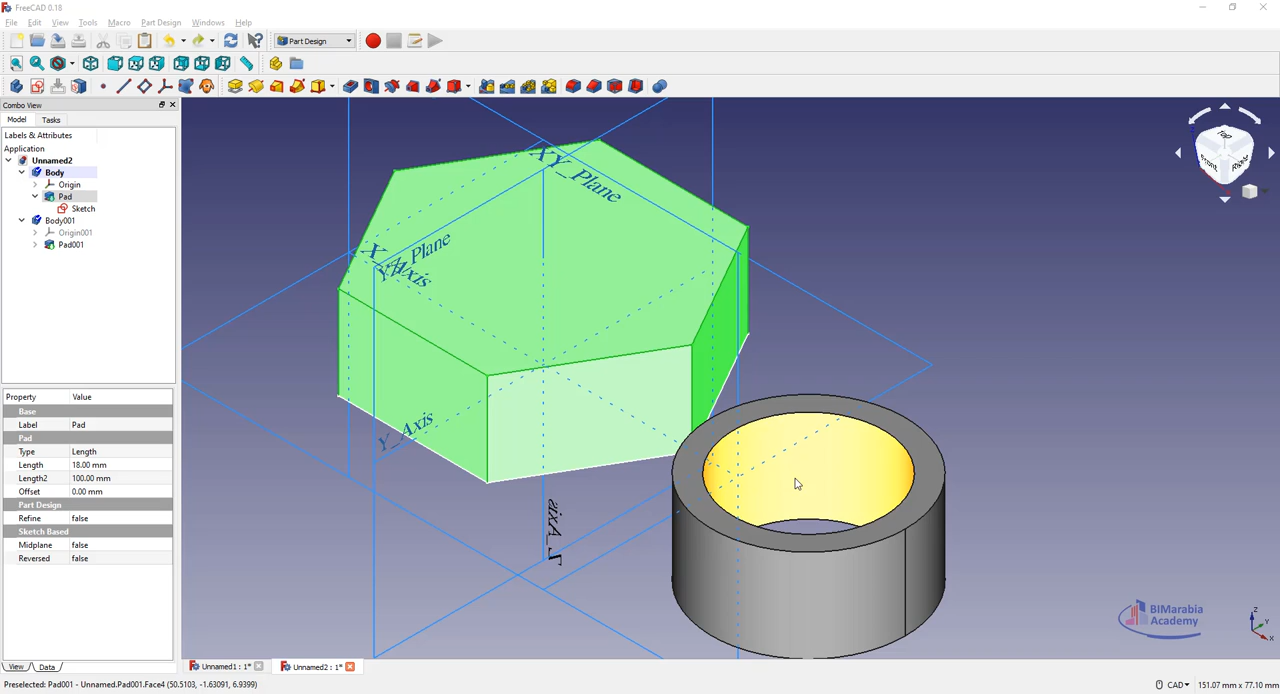 FreeCAD 0.18
File Edit View Tools Macro Part Design Windows Help
Part Design
Combo View
Model Tasks
Labels & Attributes
Application
Unnamed2
Body
Origin
Pad
Sketch
Body001
Origin001
Pad001
Property Value
Base
Label Pad
Pad
Type Length
Length 18.00 mm
Length2 100.00 mm
Offset 0.00 mm
Part Design
Refine false
Sketch Based
Midplane false
Reversed false
View Data
XY_Plane
X_Axis
Plane
Y_Axis
Top
Front
Right
BIMarabia
Academy
Z
Y
X
Unnamed1 : 1*
Unnamed2 : 1*
Preselected: Pad001 - Unnamed.Pad001.Face4 (50.5103, -1.63091, 6.9399)
CAD
151.07 mm x 77.10 mm